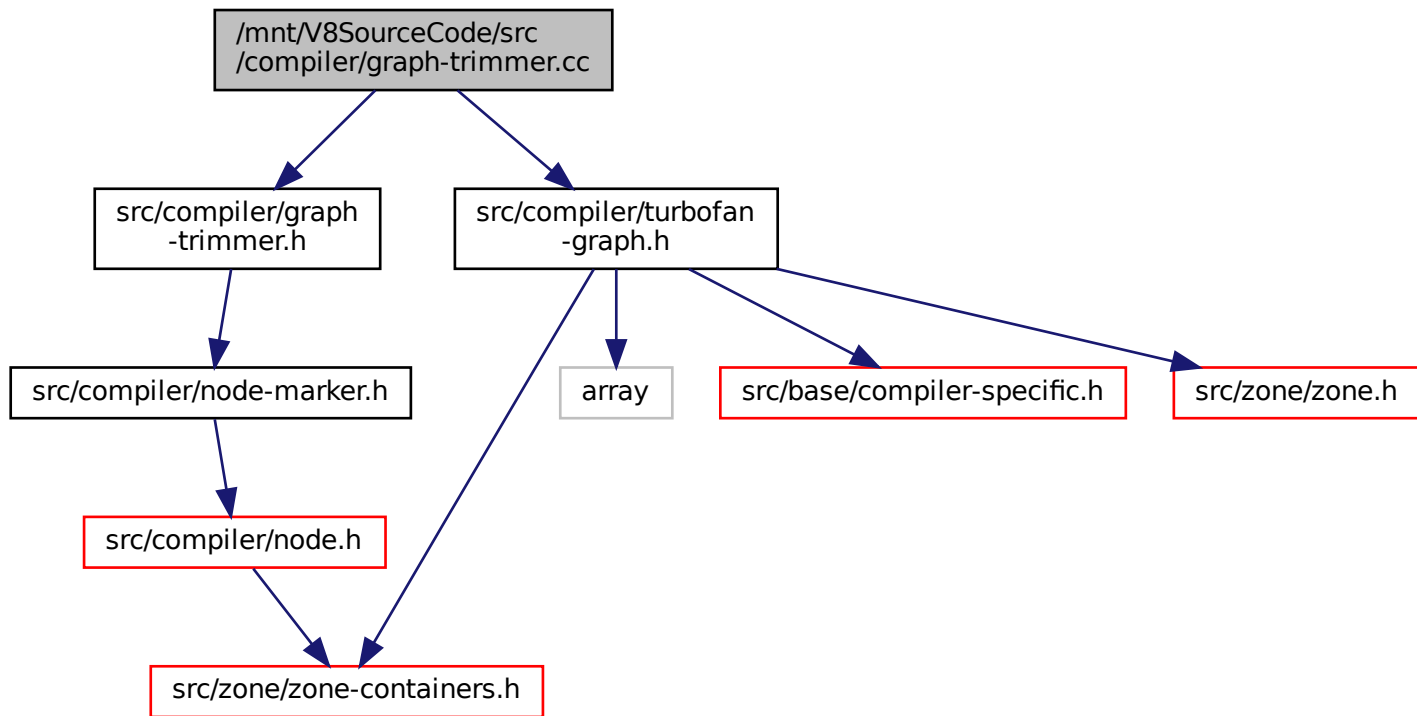 /mnt/V8SourceCode/src
/compiler/graph-trimmer.cc
src/compiler/graph
-trimmer.h
src/compiler/turbofan
-graph.h
src/compiler/node-marker.h
array
src/base/compiler-specific.h
src/zone/zone.h
src/compiler/node.h
src/zone/zone-containers.h